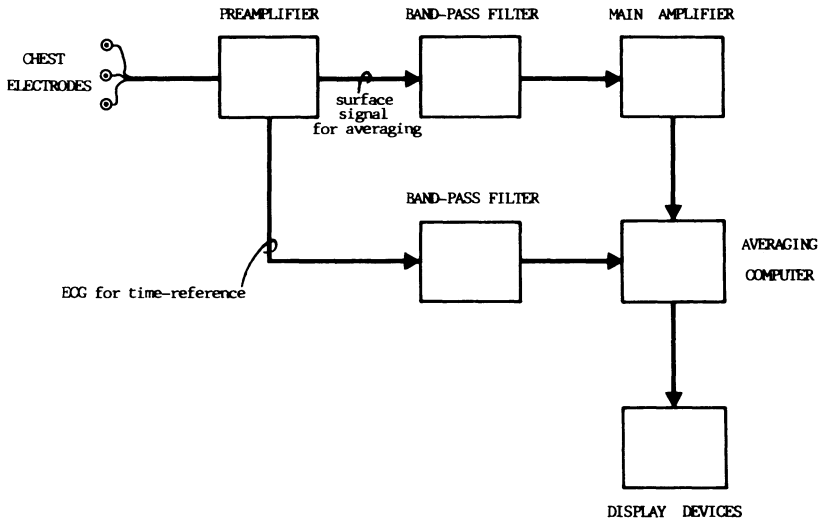 PREAMPLIFIER
BAND-PASS FILTER
MAIN AMPLIFIER
CHEST
ELECTRODES
surface
signal
for averaging
BAND-PASS FILTER
AVERAGING
COMPUTER
ECG for time-reference
DISPLAY DEVICES